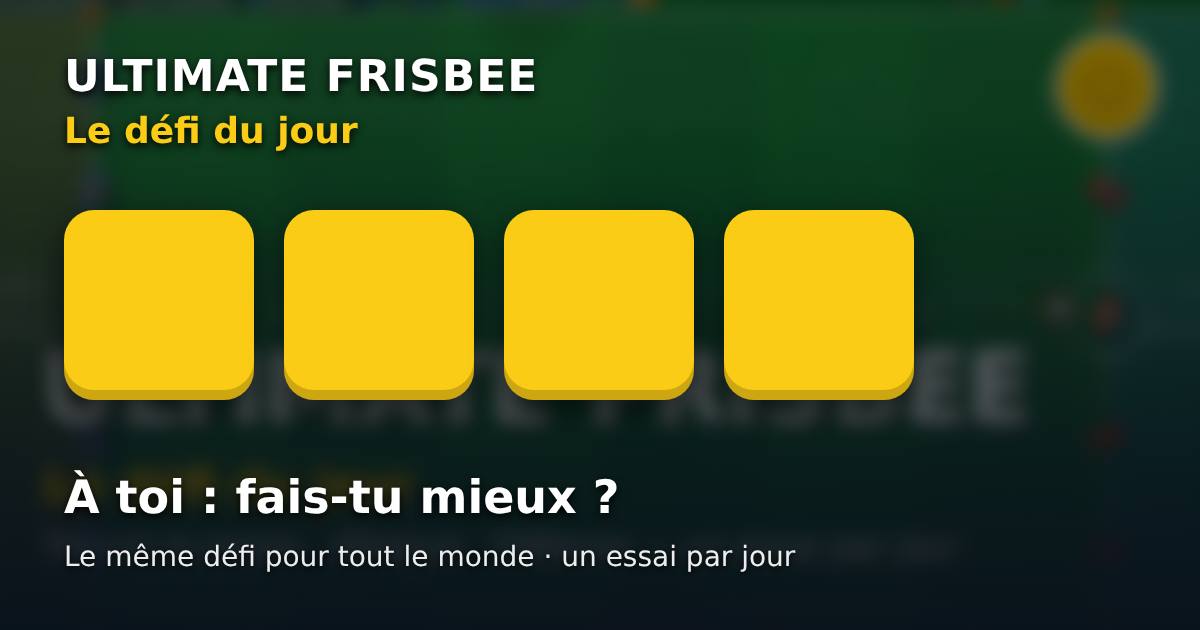 ULTIMATE FRISBEE
Le défi du jour
À toi : fais-tu mieux ?
Le même défi pour tout le monde · un essai par jour